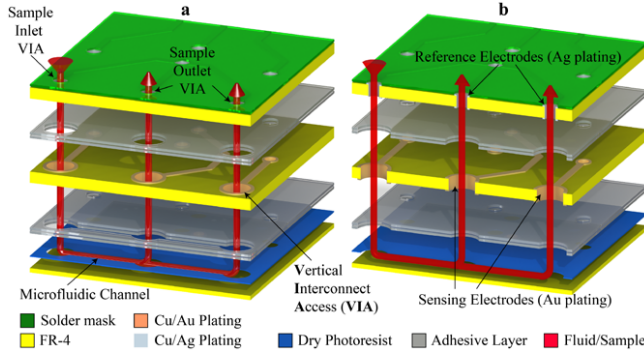 a
b
Sample
Inlet
VIA
Sample
Outlet
VIA
Reference Electrodes (Ag plating)
Microfluidic Channel
Vertical
Interconnect
Access (VIA)
Sensing Electrodes (Au plating)
Solder mask
Cu/Au Plating
FR-4
Cu/Ag Plating
Dry Photoresist
Adhesive Layer
Fluid/Sample